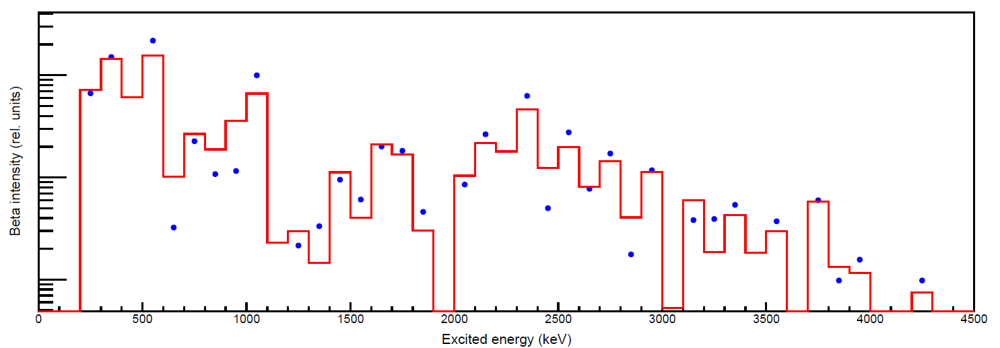 Beta intensity (rel. units)
0 500 1000 1500 2000 2500 3000 3500 4000 4500
Excited energy (keV)